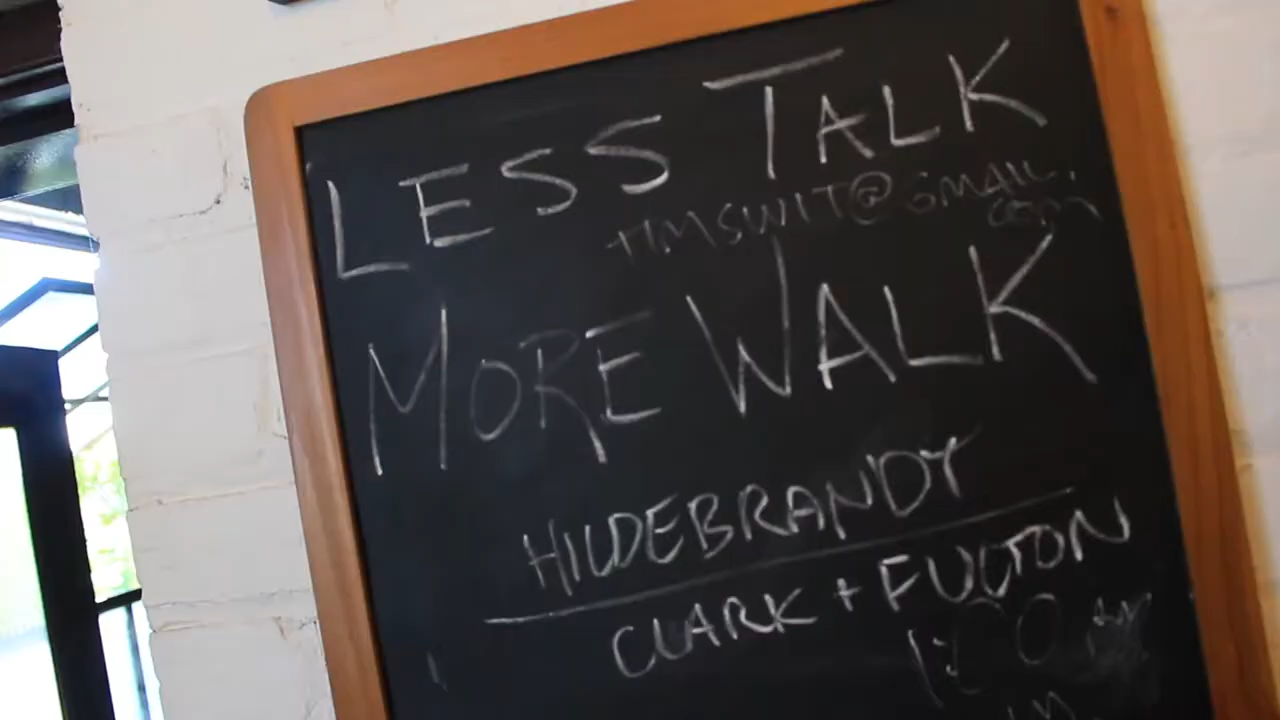 LESS TALK
TIMSWIT@GMAIL.
COM
MORE WALK
HILDEBRANDT
CLARK + FULTON